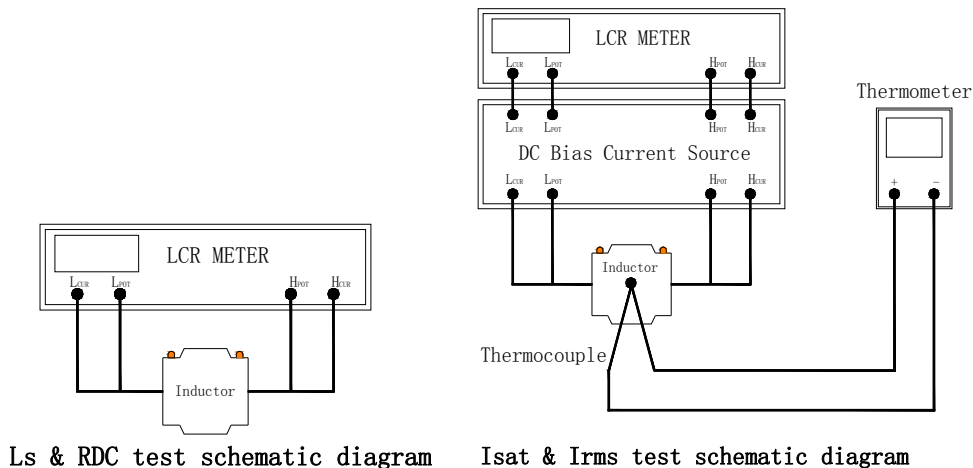 LCR METER
LCUR LPOT HPOT HCUR
Inductor
Ls & RDC test schematic diagram
LCR METER
LCUR LPOT HPOT HCUR
LCUR LPOT HPOT HCUR
DC Bias Current Source
LCUR LPOT HPOT HCUR
Inductor
Thermocouple
Thermometer
+ −
Isat & Irms test schematic diagram